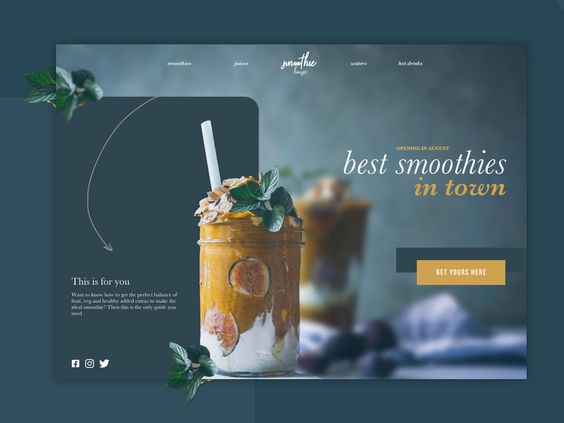 smoothies
juices
smoothie
house
waters
hot drinks
OPENING IN AUGUST
best smoothies
in town
GET YOURS HERE
This is for you
Want to know how to get the perfect balance of
fruit, veg and healthy added extras to make the
ideal smoothie? Then this is the only guide you
need